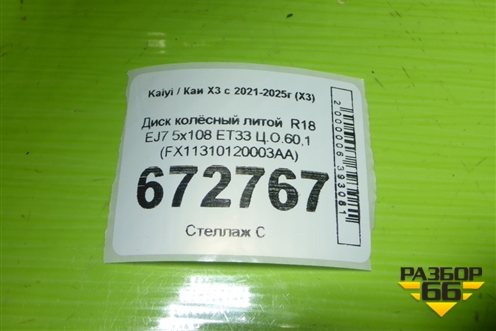 Kaiyi / Каи X3 с 2021-2025г (X3)
Диск колёсный литой R18
EJ7 5x108 ET33 Ц.О.60,1
(FX11310120003AA)
672767
Стеллаж С
2000006393081
РАЗБОР
66